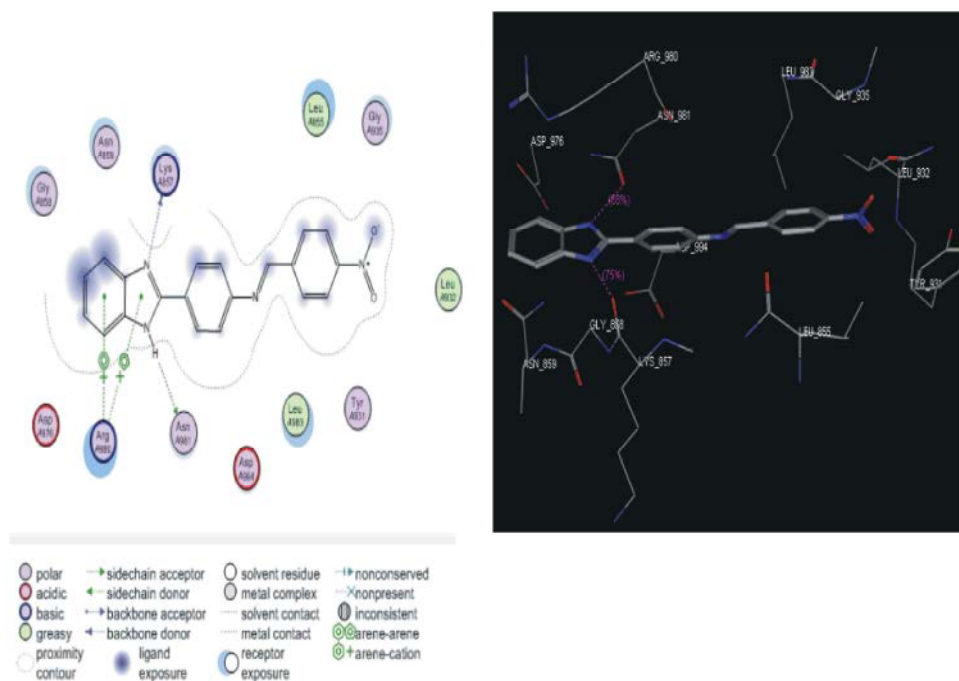 Leu
A855
Gly
A935
Asn
A859
Lys
A857
Gly
A858
N
N
H
N
N
O
O
Leu
A932
Asp
A976
Arg
A980
Asn
A981
Leu
A983
Tyr
A931
Asp
A994
ARG_980
LEU_983
GLY_935
ASN_981
ASP_976
LEU_932
(88%)
ASP_994
(75%)
TYR_931
GLY_858
LEU_855
ASN_859
LYS_857
polar
sidechain acceptor
solvent residue
nonconserved
acidic
sidechain donor
metal complex
nonpresent
basic
backbone acceptor
solvent contact
inconsistent
greasy
backbone donor
metal contact
arene-arene
proximity
contour
ligand
exposure
receptor
exposure
arene-cation